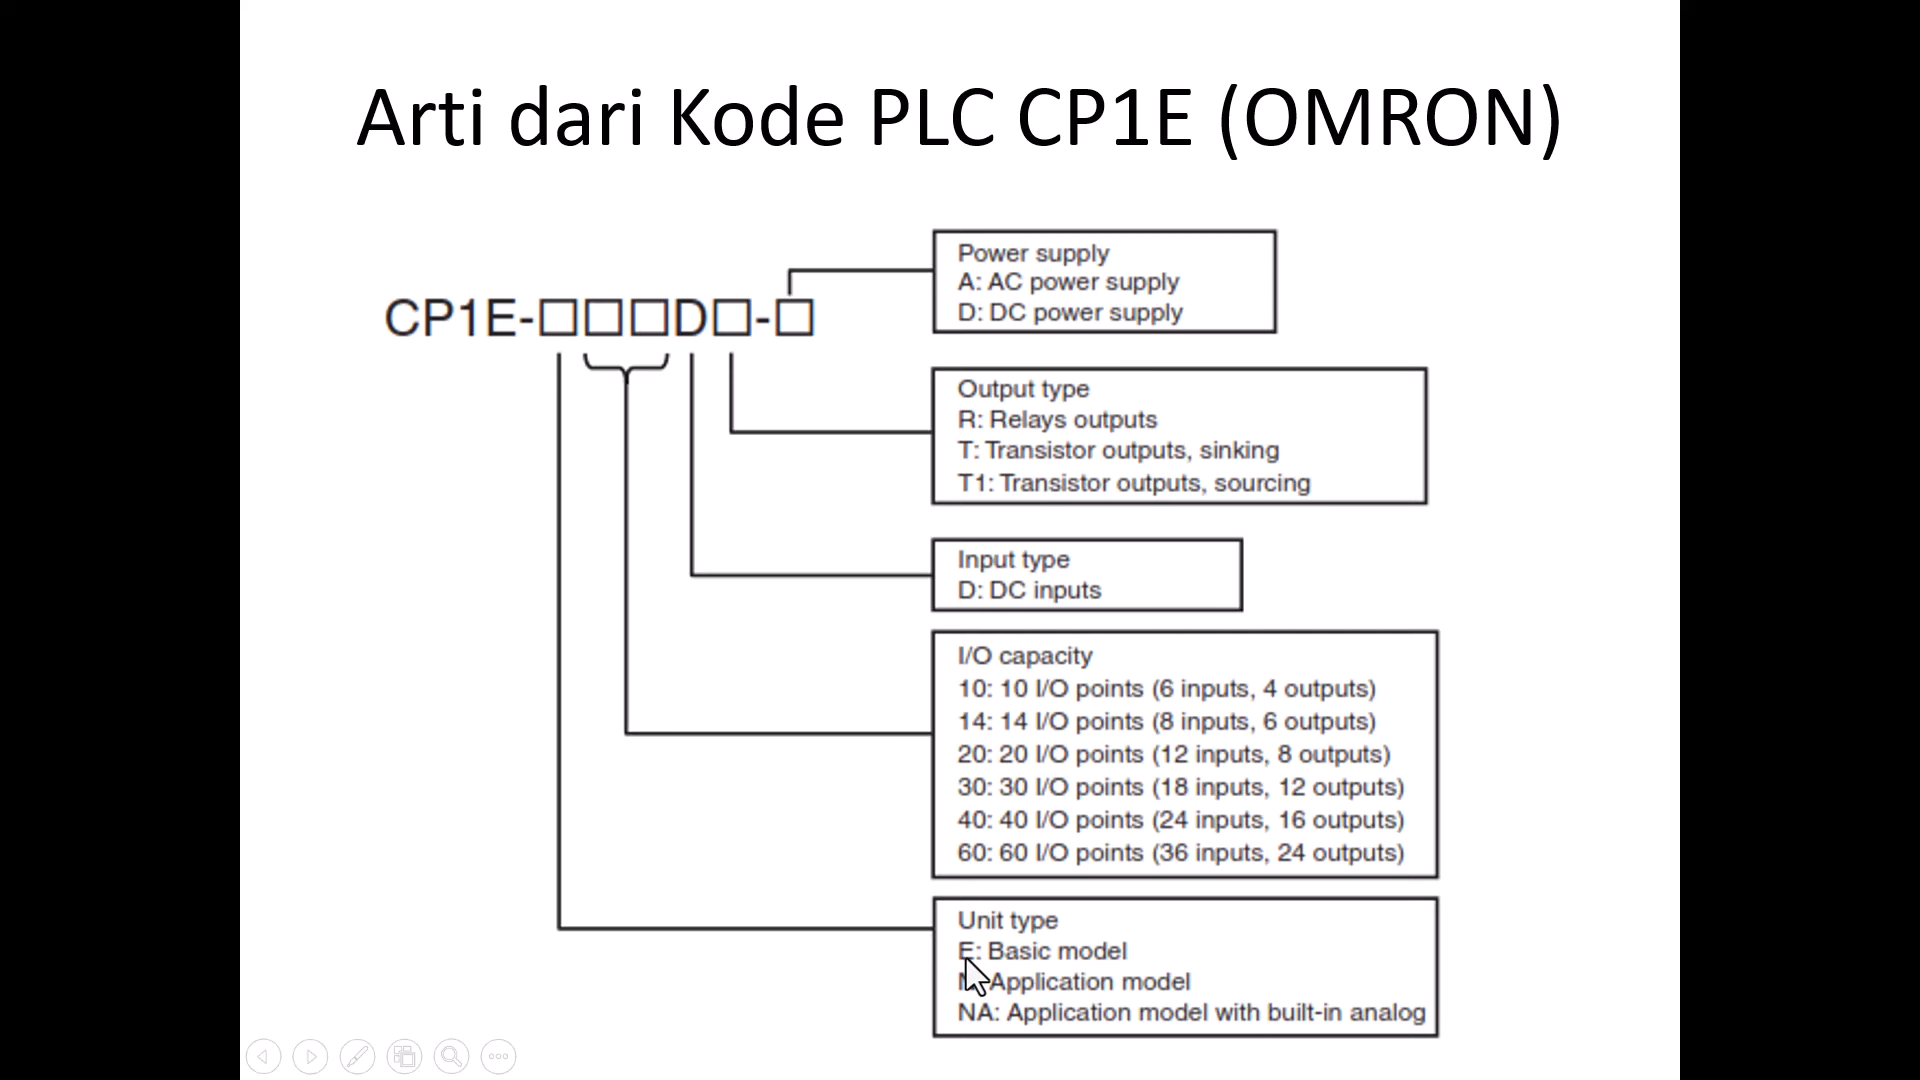 Arti dari Kode PLC CP1E (OMRON)
CP1E-□□□D□-□
Power supply
A: AC power supply
D: DC power supply
Output type
R: Relays outputs
T: Transistor outputs, sinking
T1: Transistor outputs, sourcing
Input type
D: DC inputs
I/O capacity
10: 10 I/O points (6 inputs, 4 outputs)
14: 14 I/O points (8 inputs, 6 outputs)
20: 20 I/O points (12 inputs, 8 outputs)
30: 30 I/O points (18 inputs, 12 outputs)
40: 40 I/O points (24 inputs, 16 outputs)
60: 60 I/O points (36 inputs, 24 outputs)
Unit type
E: Basic model
Application model
NA: Application model with built-in analog